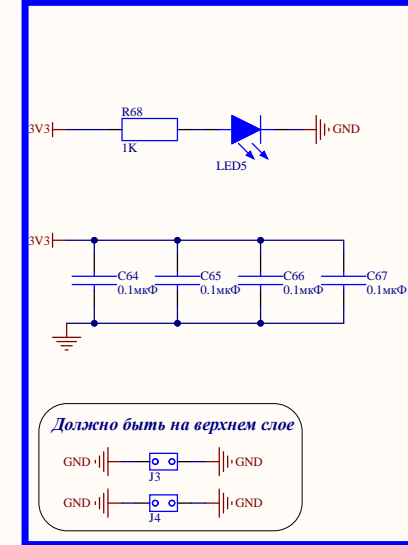 R68
3V3
GND
1K
LED5
3V3
C64
C65
C66
C67
0.1мкФ
0.1мкФ
0.1мкФ
0.1мкФ
Должно быть на верхнем слое
GND
GND
J3
GND
GND
J4